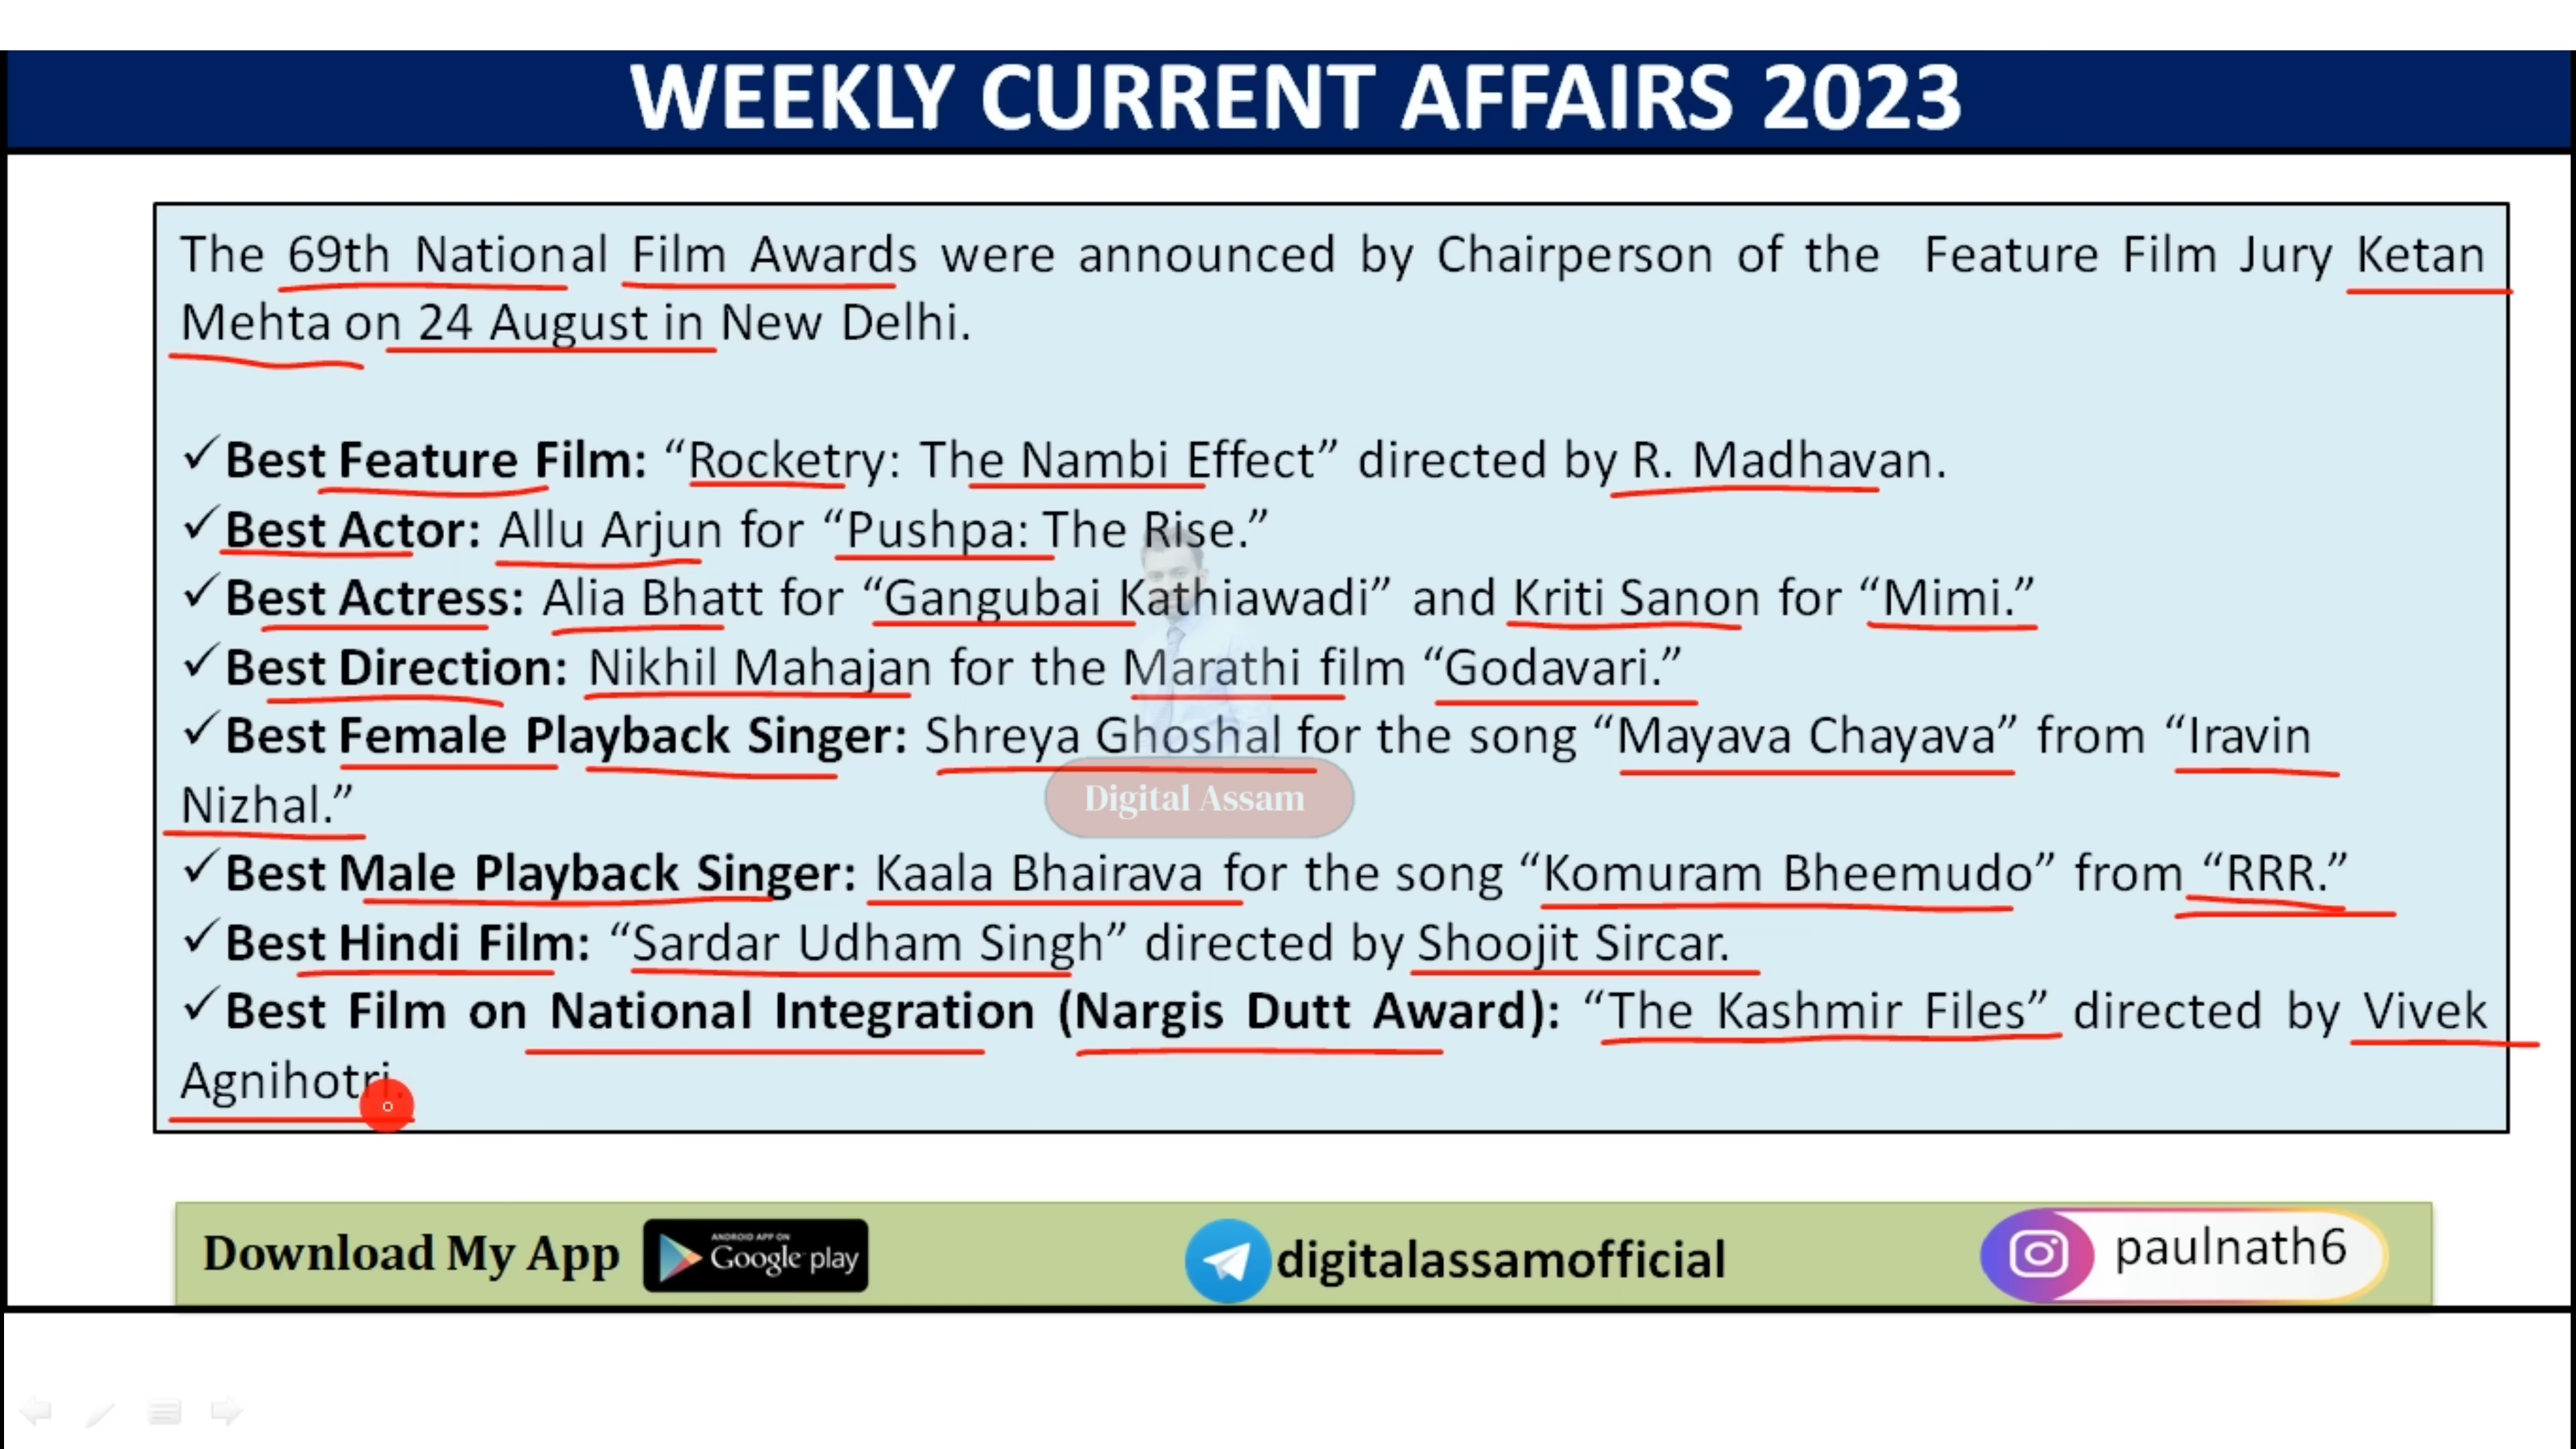 WEEKLY CURRENT AFFAIRS 2023
The 69th National Film Awards were announced by Chairperson of the Feature Film Jury Ketan
Mehta on 24 August in New Delhi.
✓Best Feature Film: “Rocketry: The Nambi Effect” directed by R. Madhavan.
✓Best Actor: Allu Arjun for “Pushpa: The Rise.”
✓Best Actress: Alia Bhatt for “Gangubai Kathiawadi” and Kriti Sanon for “Mimi.”
✓Best Direction: Nikhil Mahajan for the Marathi film “Godavari.”
✓Best Female Playback Singer: Shreya Ghoshal for the song “Mayava Chayava” from “Iravin
Nizhal.”
Digital Assam
✓Best Male Playback Singer: Kaala Bhairava for the song “Komuram Bheemudo” from “RRR.”
✓Best Hindi Film: “Sardar Udham Singh” directed by Shoojit Sircar.
✓Best Film on National Integration (Nargis Dutt Award): “The Kashmir Files” directed by Vivek
Agnihotri.
Download My App
ANDROID APP ON
Google play
digitalassamofficial
paulnath6